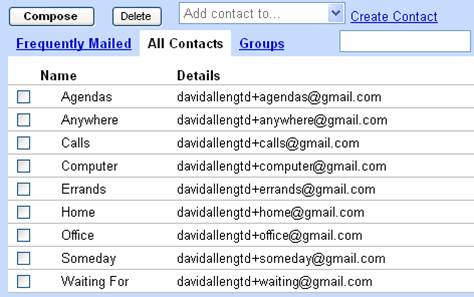 Compose Delete Add contact to... Create Contact
Frequently Mailed All Contacts Groups
Name Details
Agendas davidallengtd+agendas@gmail.com
Anywhere davidallengtd+anywhere@gmail.com
Calls davidallengtd+calls@gmail.com
Computer davidallengtd+computer@gmail.com
Errands davidallengtd+errands@gmail.com
Home davidallengtd+home@gmail.com
Office davidallengtd+office@gmail.com
Someday davidallengtd+someday@gmail.com
Waiting For davidallengtd+waiting@gmail.com